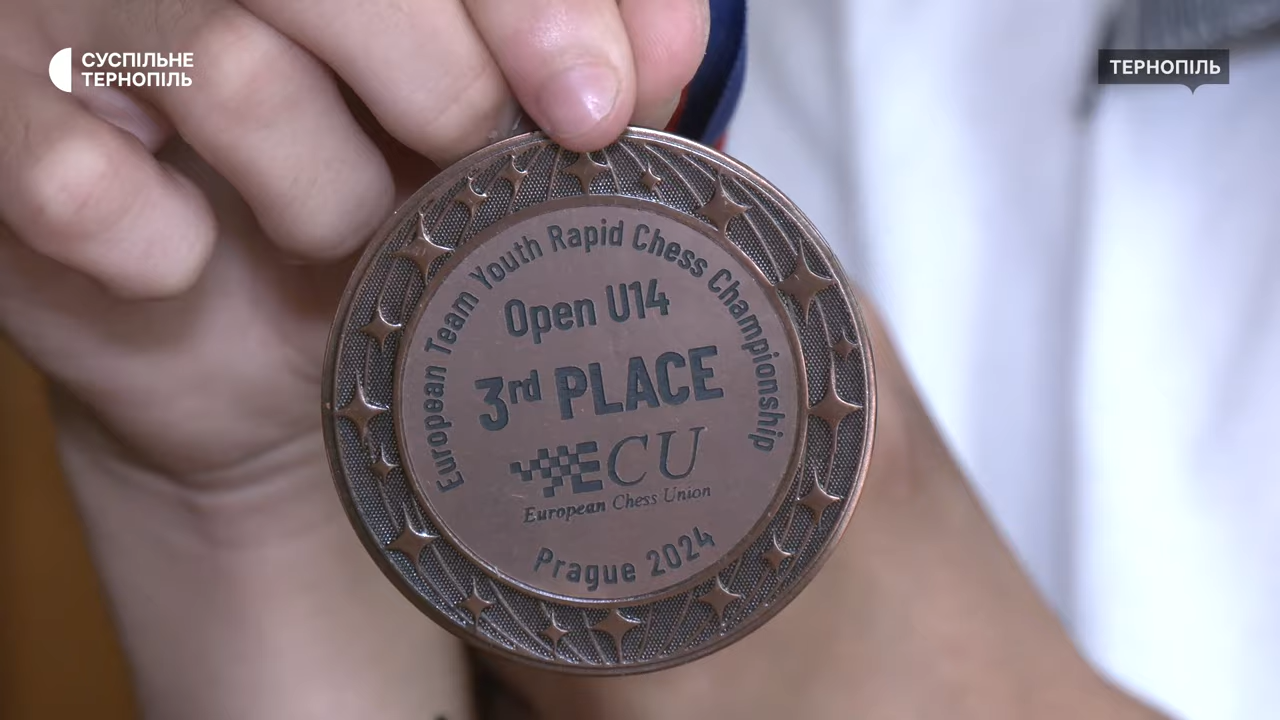 СУСПІЛЬНЕ
ТЕРНОПІЛЬ
ТЕРНОПІЛЬ
European Team Youth Rapid Chess Championship
Open U14
3rd PLACE
ECU
European Chess Union
Prague 2024